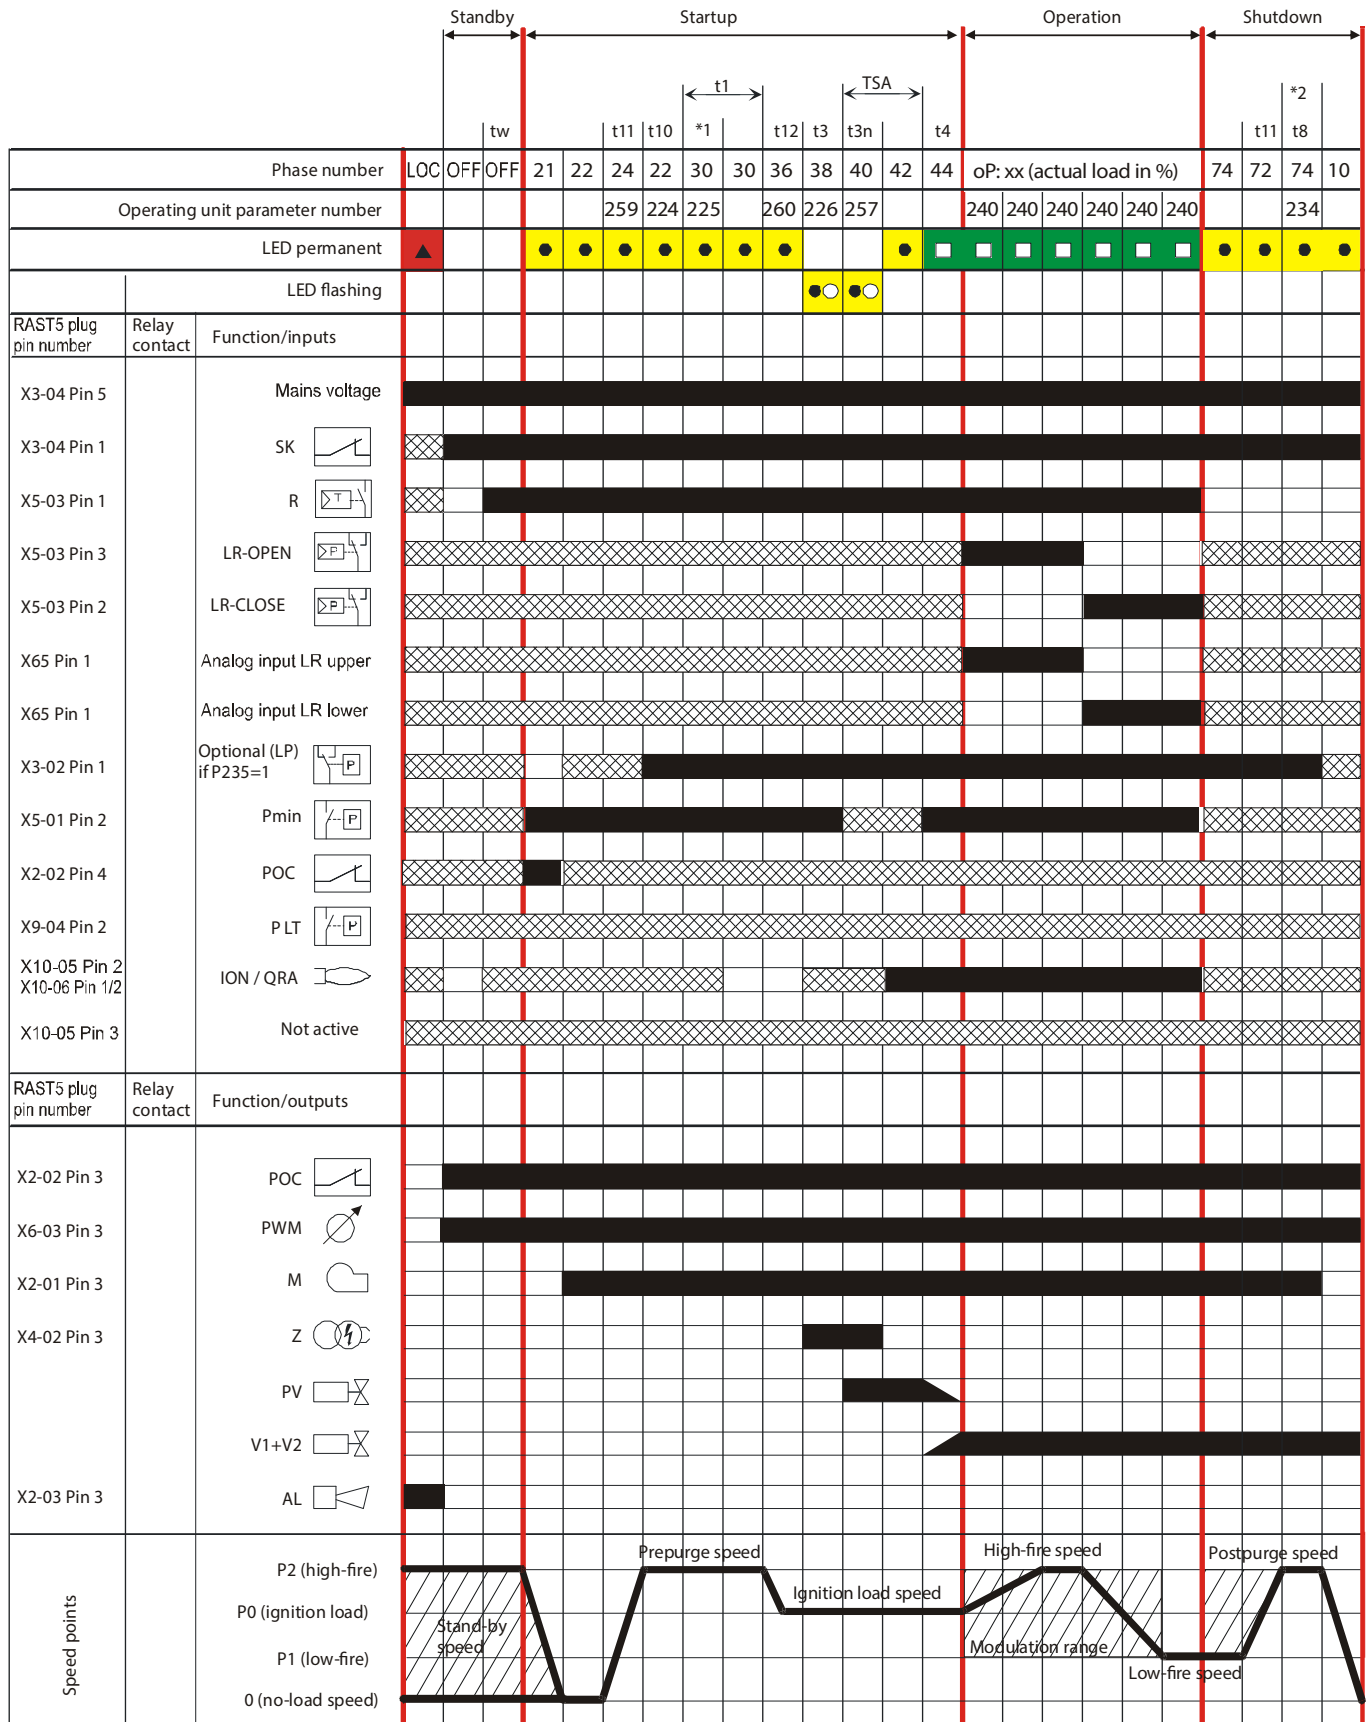 Standby Startup Operation Shutdown
t1 TSA *2
tw t11 t10 *1 t12 t3 t3n t4 t11 t8
Phase number LOC OFF OFF 21 22 24 22 30 30 36 38 40 42 44 oP: xx (actual load in %) 74 72 74 10
Operating unit parameter number 259 224 225 260 226 257 240 240 240 240 240 240 234
LED permanent
LED flashing
RAST5 plug pin number Relay contact Function/inputs
X3-04 Pin 5 Mains voltage
X3-04 Pin 1 SK
X5-03 Pin 1 R T
X5-03 Pin 3 LR-OPEN P
X5-03 Pin 2 LR-CLOSE P
X65 Pin 1 Analog input LR upper
X65 Pin 1 Analog input LR lower
X3-02 Pin 1 Optional (LP) if P235=1 P
X5-01 Pin 2 Pmin P
X2-02 Pin 4 POC
X9-04 Pin 2 P LT P
X10-05 Pin 2
X10-06 Pin 1/2 ION / QRA
X10-05 Pin 3 Not active
RAST5 plug pin number Relay contact Function/outputs
X2-02 Pin 3 POC
X6-03 Pin 3 PWM
X2-01 Pin 3 M
X4-02 Pin 3 Z
PV
V1+V2
X2-03 Pin 3 AL
Speed points
P2 (high-fire) Prepurge speed High-fire speed Postpurge speed
P0 (ignition load) Stand-by speed Ignition load speed
P1 (low-fire) Modulation range Low-fire speed
0 (no-load speed)